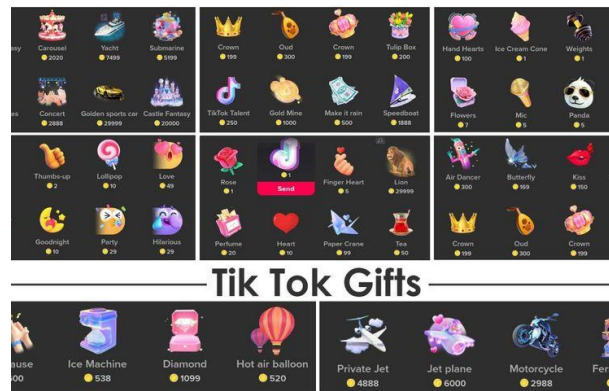 Carousel Yacht Submarine
2020 7499 5199
Concert Golden sports car Castle Fantasy
2888 29999 20000
Crown Oud Crown Tulip Box
199 300 199 200
TikTok Talent Gold Mine Make it rain Speedboat
250 1000 500 1888
Hand Hearts Ice Cream Cone Weights
100 1 1
Flowers Mic Panda
7 5 5
Thumbs-up Lollipop Love
2 10 49
Goodnight Party Hilarious
10 29 29
1
Rose Send Finger Heart Lion
1 5 29999
Perfume Heart Paper Crane Tea
20 10 99 50
Air Dancer Butterfly Kiss
300 169 150
Crown Oud Crown
199 300 199
Tik Tok Gifts
Ice Machine Diamond Hot air balloon
538 1099 520
Private Jet Jet plane Motorcycle
4888 6000 2988